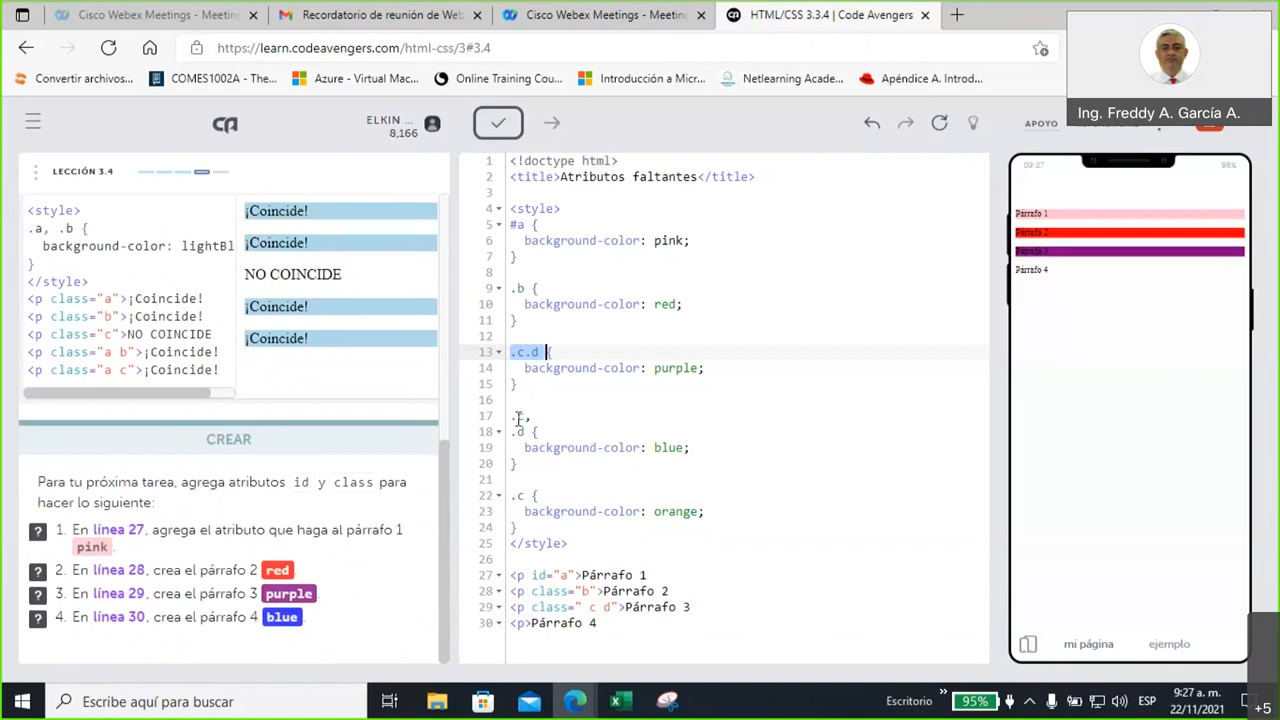 Cisco Webex Meetings - Meeting
Recordatorio de reunión de Web
Cisco Webex Meetings - Meeting
HTML/CSS 3.3.4 | Code Avengers
https://learn.codeavengers.com/html-css/3#3.4
Convertir archivos...
COMES1002A - The...
Azure - Virtual Mac...
Online Training Cou...
Introducción a Micr...
Netlearning Acade...
Apéndice A. Introd...
Ing. Freddy A. García A.
ELKIN ...
8,166
APOYO
LECCIÓN 3.4
<style>
.a, .b {
background-color: lightBl
}
</style>
<p class="a">¡Coincide!
<p class="b">¡Coincide!
<p class="c">NO COINCIDE
<p class="a b">¡Coincide!
<p class="a c">¡Coincide!
¡Coincide!
¡Coincide!
NO COINCIDE
¡Coincide!
¡Coincide!
CREAR
Para tu próxima tarea, agrega atributos id y class para
hacer lo siguiente:
? 1. En línea 27, agrega el atributo que haga al párrafo 1
pink.
? 2. En línea 28, crea el párrafo 2 red
? 3. En línea 29, crea el párrafo 3 purple.
? 4. En línea 30, crea el párrafo 4 blue.
1 <!doctype html>
2 <title>Atributos faltantes</title>
3
4 <style>
5 #a {
6 background-color: pink;
7 }
8
9 .b {
10 background-color: red;
11 }
12
13 .c.d {
14 background-color: purple;
15 }
16
17
18 .d {
19 background-color: blue;
20 }
21
22 .c {
23 background-color: orange;
24 }
25 </style>
26
27 <p id="a">Párrafo 1
28 <p class="b">Párrafo 2
29 <p class=" c d">Párrafo 3
30 <p>Párrafo 4
09:27
98%
Párrafo 1
Párrafo 2
Párrafo 3
Párrafo 4
mi página
ejemplo
Escribe aquí para buscar
Escritorio
95%
ESP
9:27 a. m.
22/11/2021
+5